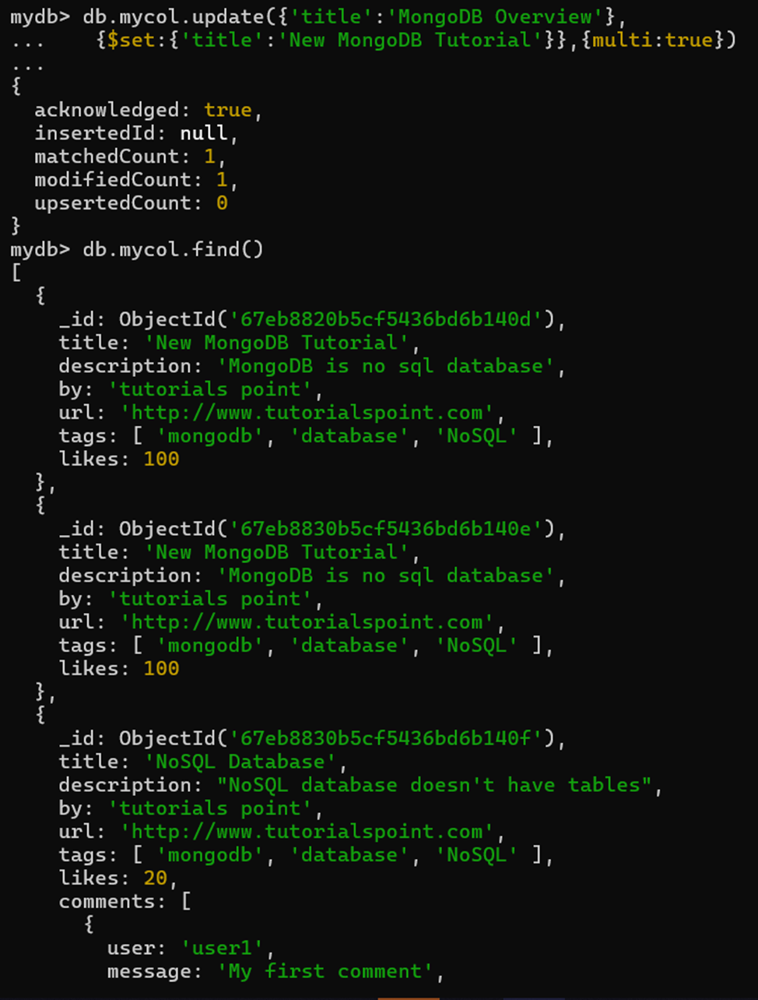 mydb> db.mycol.update({'title':'MongoDB Overview'},
...    {$set:{'title':'New MongoDB Tutorial'}},{multi:true})
...
{
  acknowledged: true,
  insertedId: null,
  matchedCount: 1,
  modifiedCount: 1,
  upsertedCount: 0
}
mydb> db.mycol.find()
[
  {
    _id: ObjectId('67eb8820b5cf5436bd6b140d'),
    title: 'New MongoDB Tutorial',
    description: 'MongoDB is no sql database',
    by: 'tutorials point',
    url: 'http://www.tutorialspoint.com',
    tags: [ 'mongodb', 'database', 'NoSQL' ],
    likes: 100
  },
  {
    _id: ObjectId('67eb8830b5cf5436bd6b140e'),
    title: 'New MongoDB Tutorial',
    description: 'MongoDB is no sql database',
    by: 'tutorials point',
    url: 'http://www.tutorialspoint.com',
    tags: [ 'mongodb', 'database', 'NoSQL' ],
    likes: 100
  },
  {
    _id: ObjectId('67eb8830b5cf5436bd6b140f'),
    title: 'NoSQL Database',
    description: "NoSQL database doesn't have tables",
    by: 'tutorials point',
    url: 'http://www.tutorialspoint.com',
    tags: [ 'mongodb', 'database', 'NoSQL' ],
    likes: 20,
    comments: [
      {
        user: 'user1',
        message: 'My first comment',